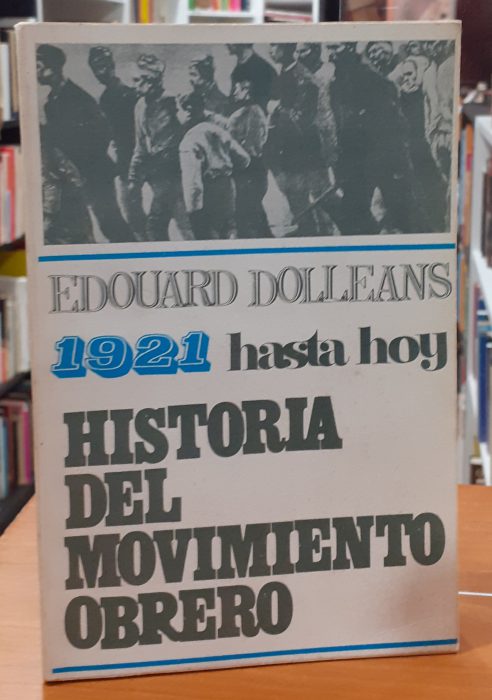 EDOUARD DOLLEANS
1921 hasta hoy
HISTORIA
DEL
MOVIMIENTO
OBRERO